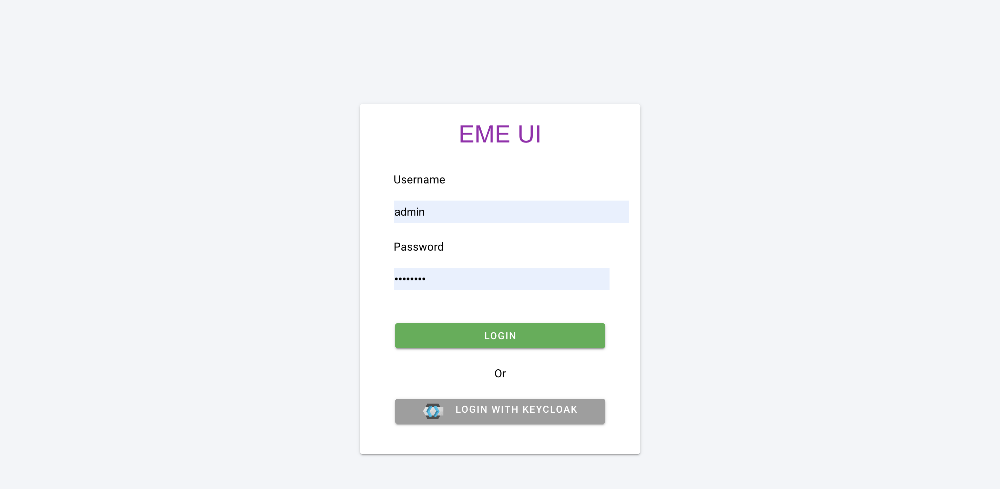 EME UI
Username
admin
Password
••••••••
LOGIN
Or
LOGIN WITH KEYCLOAK